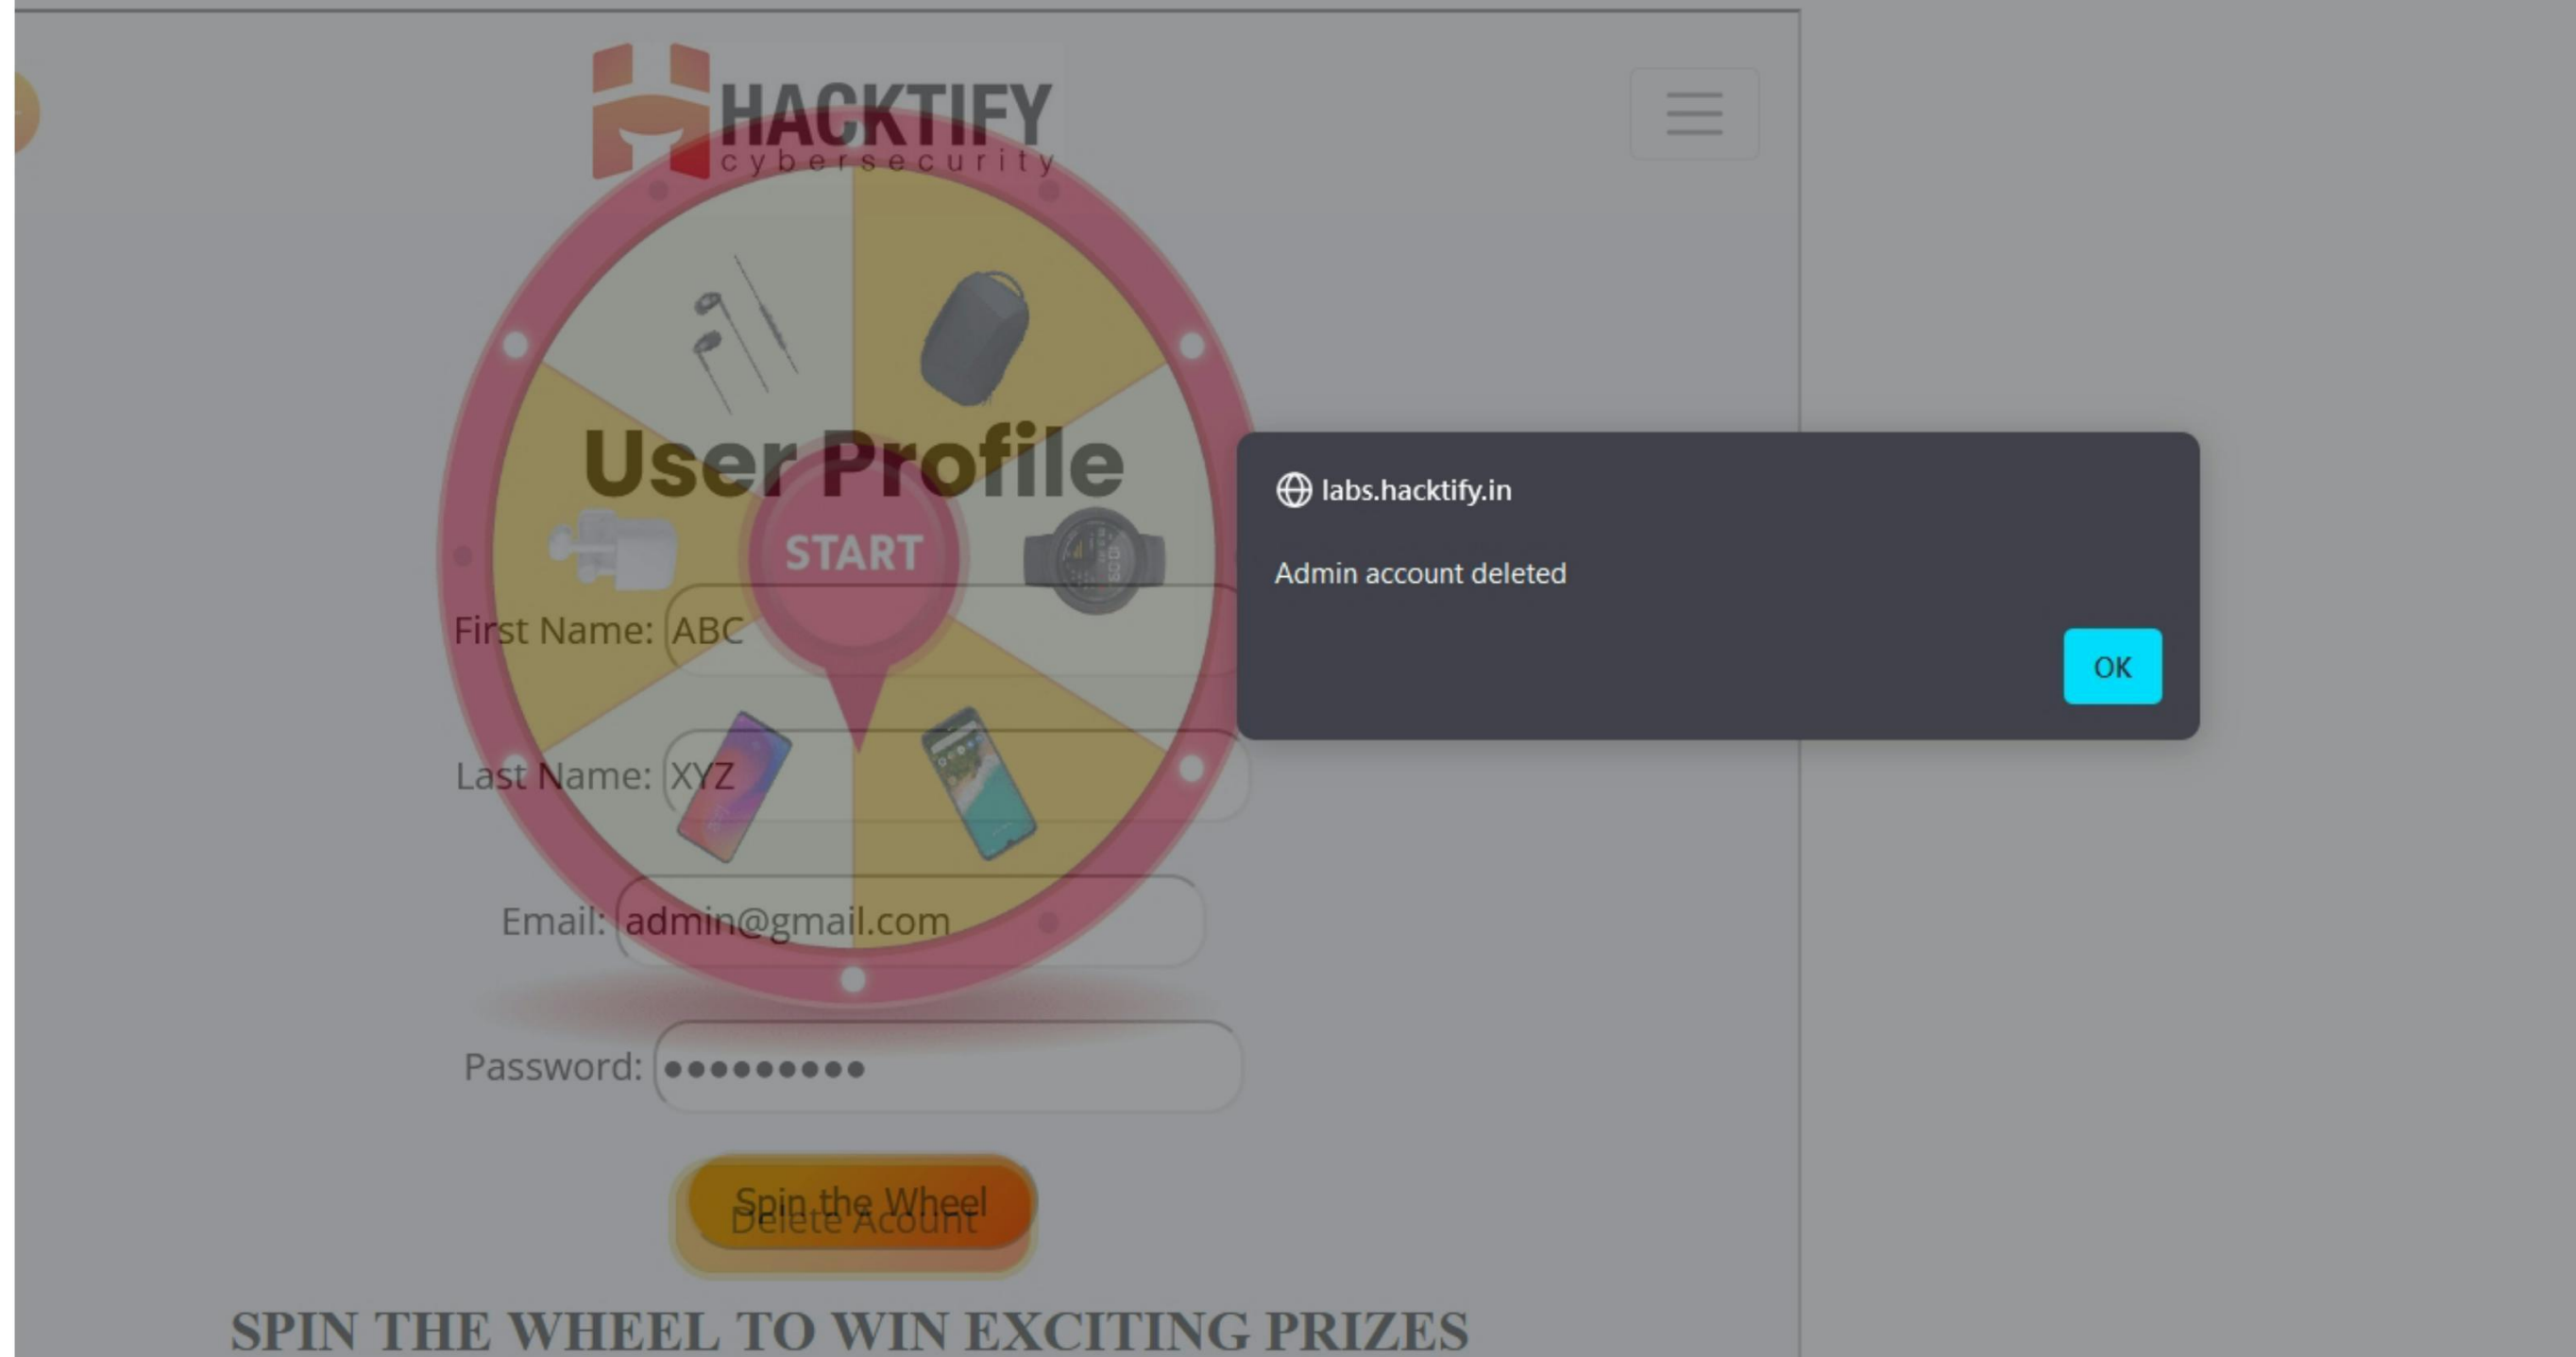 HACKTIFY
cybersecurity
User Profile
START
labs.hacktify.in
Admin account deleted
OK
First Name: ABC
Last Name: XYZ
Email: admin@gmail.com
Password: •••••••••
Spin the Wheel
Delete Acount
SPIN THE WHEEL TO WIN EXCITING PRIZES